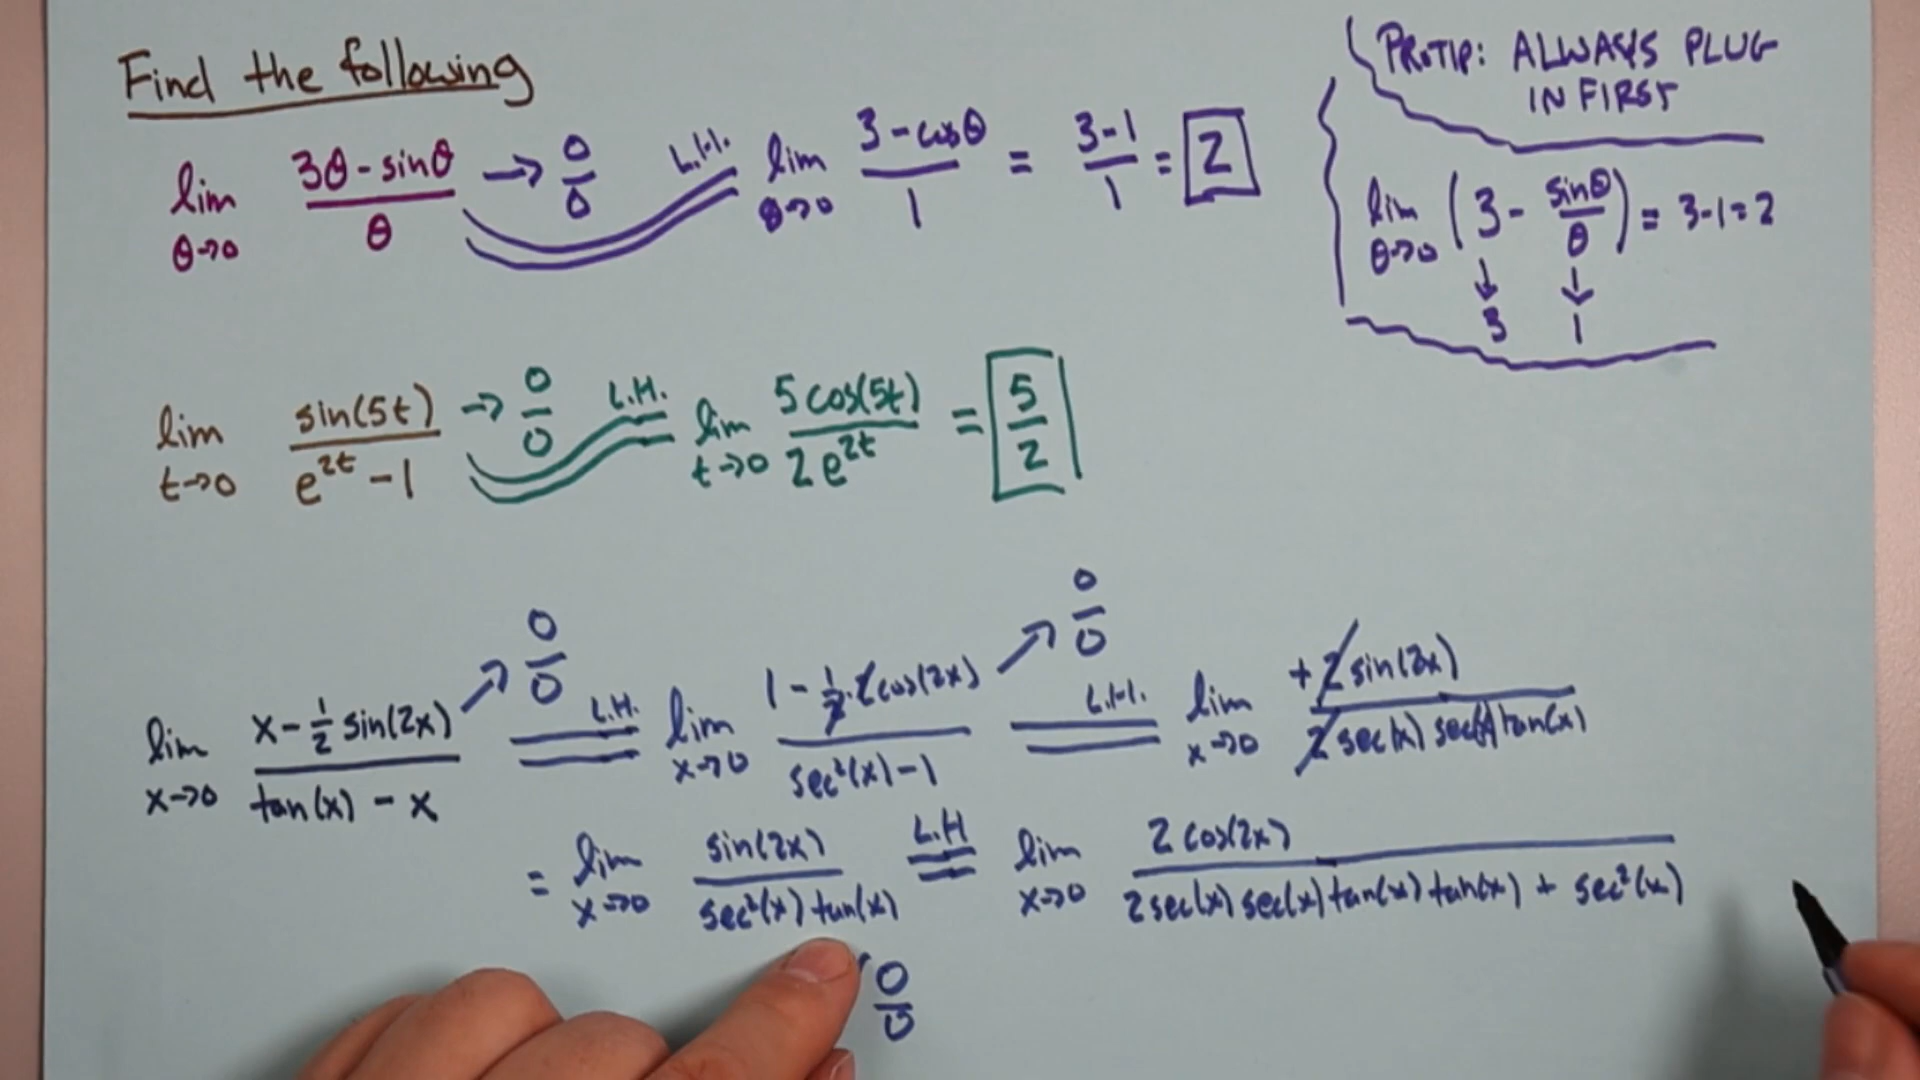 Find the following
PROTIP: ALWAYS PLUG
IN FIRST
lim θ→0 (3θ - sinθ)/θ → 0/0 L.H. lim θ→0 (3 - cosθ)/1 = (3-1)/1 = 2
lim θ→0 (3 - sinθ/θ) = 3-1=2
↓ ↓
3 1
lim t→0 sin(5t)/(e^2t - 1) → 0/0 L.H. lim t→0 5cos(5t)/(2e^2t) = 5/2
lim x→0 (x - 1/2 sin(2x))/(tan(x) - x) → 0/0 L.H. lim x→0 (1 - 1/2·2cos(2x))/(sec²(x) - 1) → 0/0 L.H. lim x→0 +2sin(2x)/(2sec(x) sec(x) tan(x))
= lim x→0 sin(2x)/(sec²(x) tan(x)) L.H = lim x→0 2cos(2x)/(2sec(x) sec(x) tan(x) tan(x) + sec²(x)
0/0